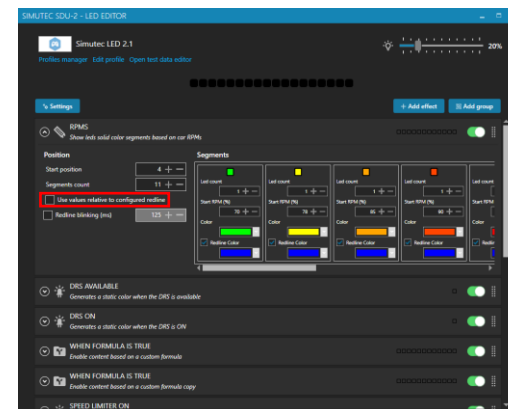 SIMUTEC SDU-2 - LED EDITOR
Simutec LED 2.1
20%
Profiles manager Edit profile Open test data editor
Settings
+ Add effect
Add group
RPMS
Show leds solid color segments based on car RPMs
Position
Segments
Start position 4
Segments count 11
Use values relative to configured redline
Redline blinking (ms) 125
Led count Led count Led count Led count Led count
1 1 1 1
Start RPM (%) Start RPM (%) Start RPM (%) Start RPM (%) Start RPM
70
Color Color Color Color Color
Redline Color Redline Color Redline Color Redline Color
DRS AVAILABLE
Generates a static color when the DRS is available
DRS ON
Generates a static color when the DRS is ON
WHEN FORMULA IS TRUE
Enable content based on a custom formula
WHEN FORMULA IS TRUE
Enable content based on a custom formula copy
SPEED LIMITER ON